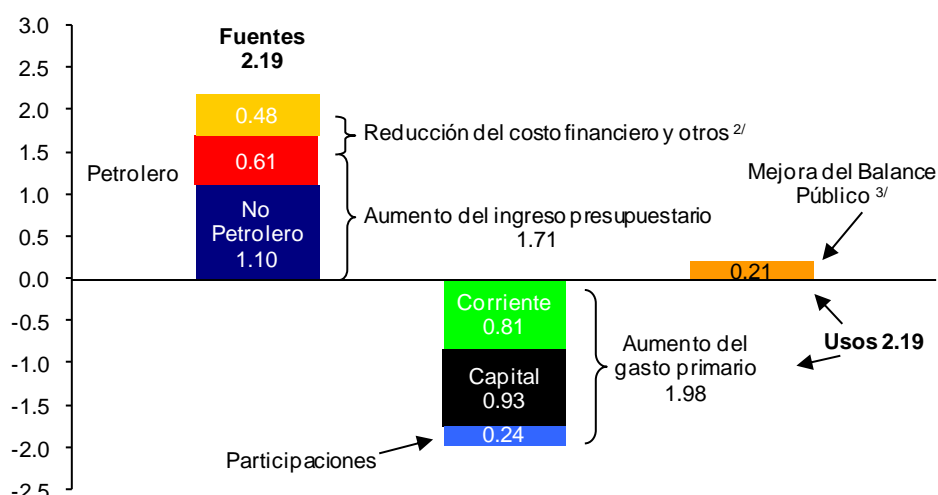 3.0
2.5
2.0
1.5
1.0
0.5
0.0
-0.5
-1.0
-1.5
-2.0
-2.5
Fuentes
2.19
0.48
Reducción del costo financiero y otros 2/
Petrolero
0.61
No
Petrolero
1.10
Aumento del ingreso presupuestario
1.71
Mejora del Balance
Público 3/
0.21
Corriente
0.81
Capital
0.93
0.24
Participaciones
Aumento del
gasto primario
1.98
Usos 2.19